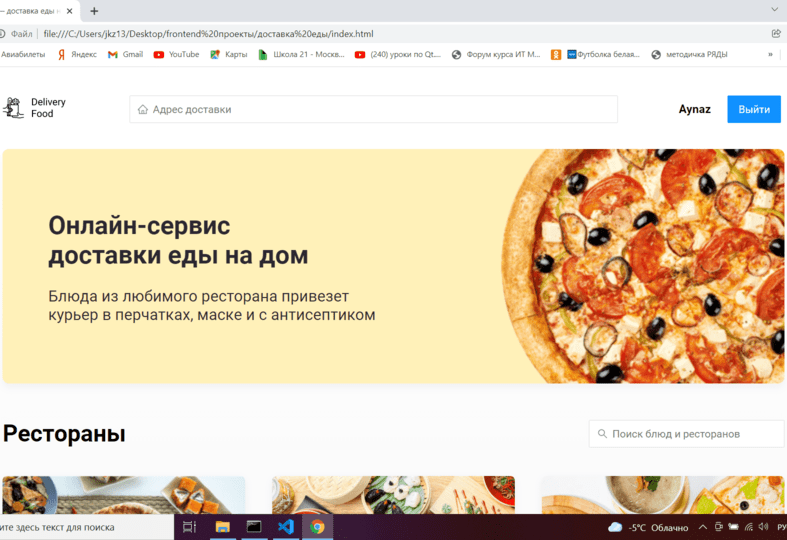 — доставка еды н
Файл
file:///C:/Users/jkz13/Desktop/frontend%20проекты/доставка%20еды/index.html
Авиабилеты Яндекс Gmail YouTube Карты Школа 21 - Москв... (240) уроки по Qt.... Форум курса ИТ М... Футболка белая... методичка РЯДЫ »
Delivery
Food
Адрес доставки
Aynaz
Выйти
Онлайн-сервис
доставки еды на дом
Блюда из любимого ресторана привезет
курьер в перчатках, маске и с антисептиком
Рестораны
Поиск блюд и ресторанов
ите здесь текст для поиска
-5°C Облачно
РУ